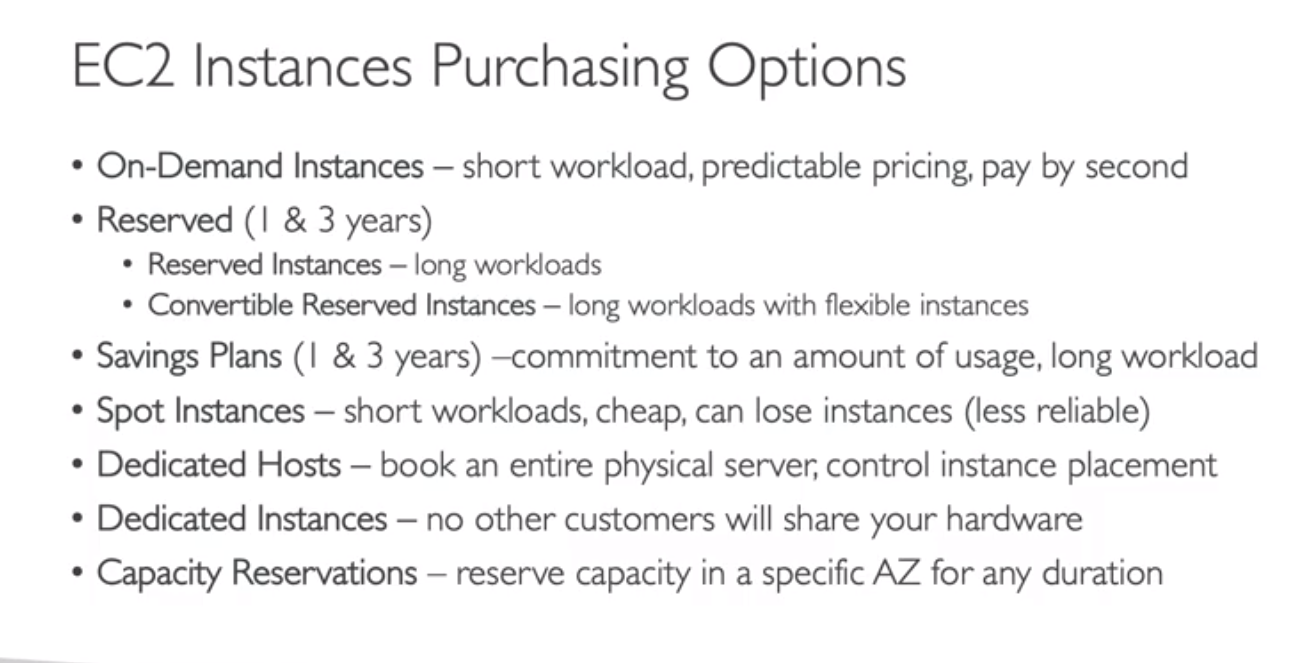 EC2 Instances Purchasing Options
• On-Demand Instances – short workload, predictable pricing, pay by second
• Reserved (1 & 3 years)
• Reserved Instances – long workloads
• Convertible Reserved Instances – long workloads with flexible instances
• Savings Plans (1 & 3 years) –commitment to an amount of usage, long workload
• Spot Instances – short workloads, cheap, can lose instances (less reliable)
• Dedicated Hosts – book an entire physical server, control instance placement
• Dedicated Instances – no other customers will share your hardware
• Capacity Reservations – reserve capacity in a specific AZ for any duration